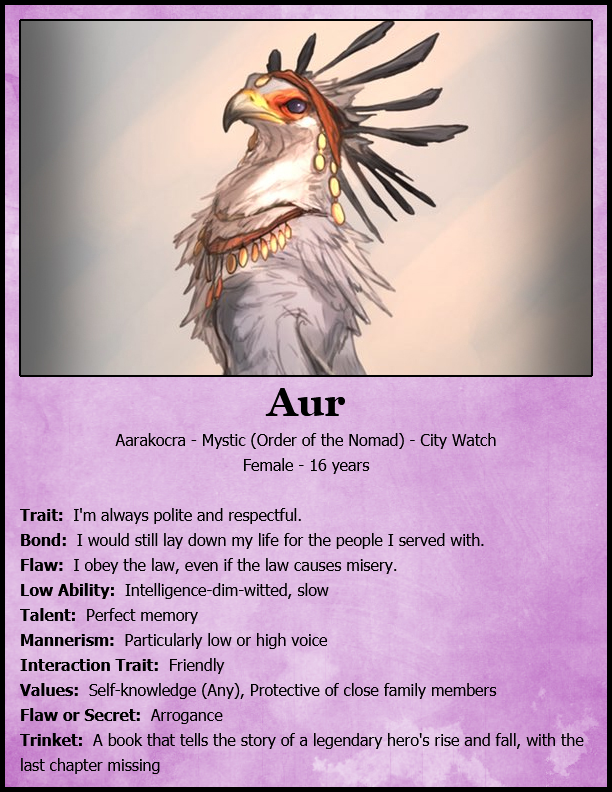 Aur
Aarakocra - Mystic (Order of the Nomad) - City Watch
Female - 16 years
Trait: I'm always polite and respectful.
Bond: I would still lay down my life for the people I served with.
Flaw: I obey the law, even if the law causes misery.
Low Ability: Intelligence-dim-witted, slow
Talent: Perfect memory
Mannerism: Particularly low or high voice
Interaction Trait: Friendly
Values: Self-knowledge (Any), Protective of close family members
Flaw or Secret: Arrogance
Trinket: A book that tells the story of a legendary hero's rise and fall, with the
last chapter missing